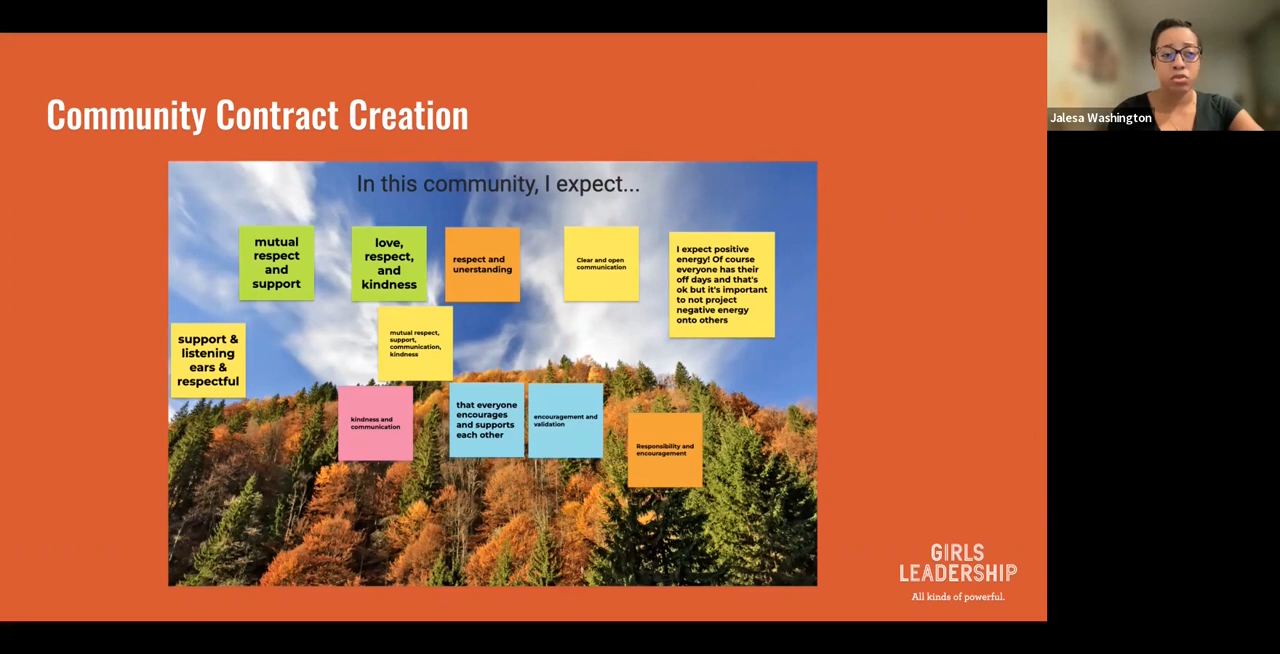 Community Contract Creation
Jalesa Washington
In this community, I expect...
mutual
respect
and
support
love,
respect,
and
kindness
respect and
unerstanding
Clear and open
communication
I expect positive
energy! Of course
everyone has their
off days and that's
ok but it's important
to not project
negative energy
onto others
support &
listening
ears &
respectful
mutual respect,
support,
communication,
kindness
kindness and
communication
that everyone
encourages
and supports
each other
encouragement and
validation
Responsibility and
encouragement
GIRLS
LEADERSHIP
All kinds of powerful.